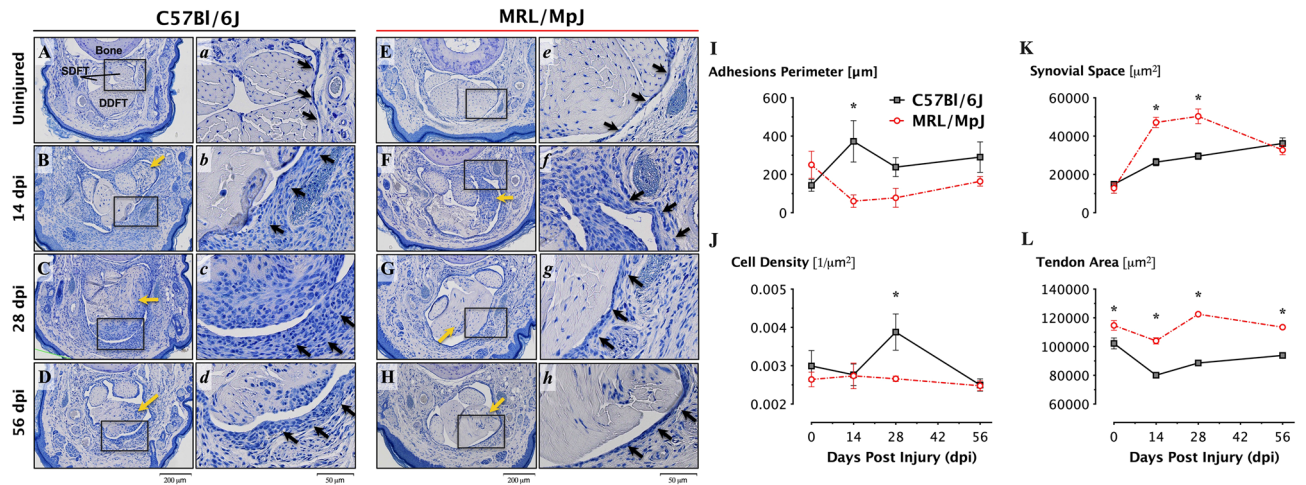 C57Bl/6J
MRL/MpJ
Uninjured
14 dpi
28 dpi
56 dpi
A
Bone
SDFT
DDFT
a
E
e
B
b
F
f
C
c
G
g
D
d
H
h
200 μm
50 μm
200 μm
50 μm
I
Adhesions Perimeter [μm]
600
400
200
0
*
C57Bl/6J
MRL/MpJ
K
Synovial Space [μm²]
60000
40000
20000
0
* *
J
Cell Density [1/μm²]
0.005
0.004
0.003
0.002
*
0 14 28 42 56
Days Post Injury (dpi)
L
Tendon Area [μm²]
140000
120000
100000
80000
60000
* * * *
0 14 28 42 56
Days Post Injury (dpi)